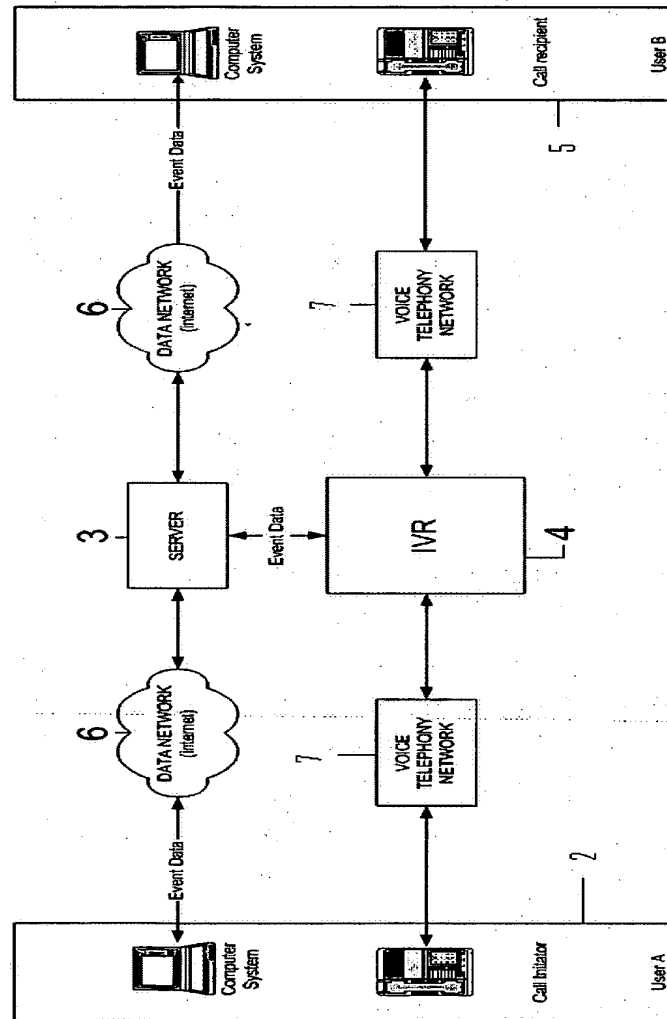 Computer
System
Call Initiator
User A
2
Event Data
6
DATA NETWORK
(Internet)
7
VOICE
TELEPHONY
NETWORK
3
SERVER
Event Data
IVR
4
6
DATA NETWORK
(Internet)
7
VOICE
TELEPHONY
NETWORK
Event Data
Computer
System
Call recipient
User B
5